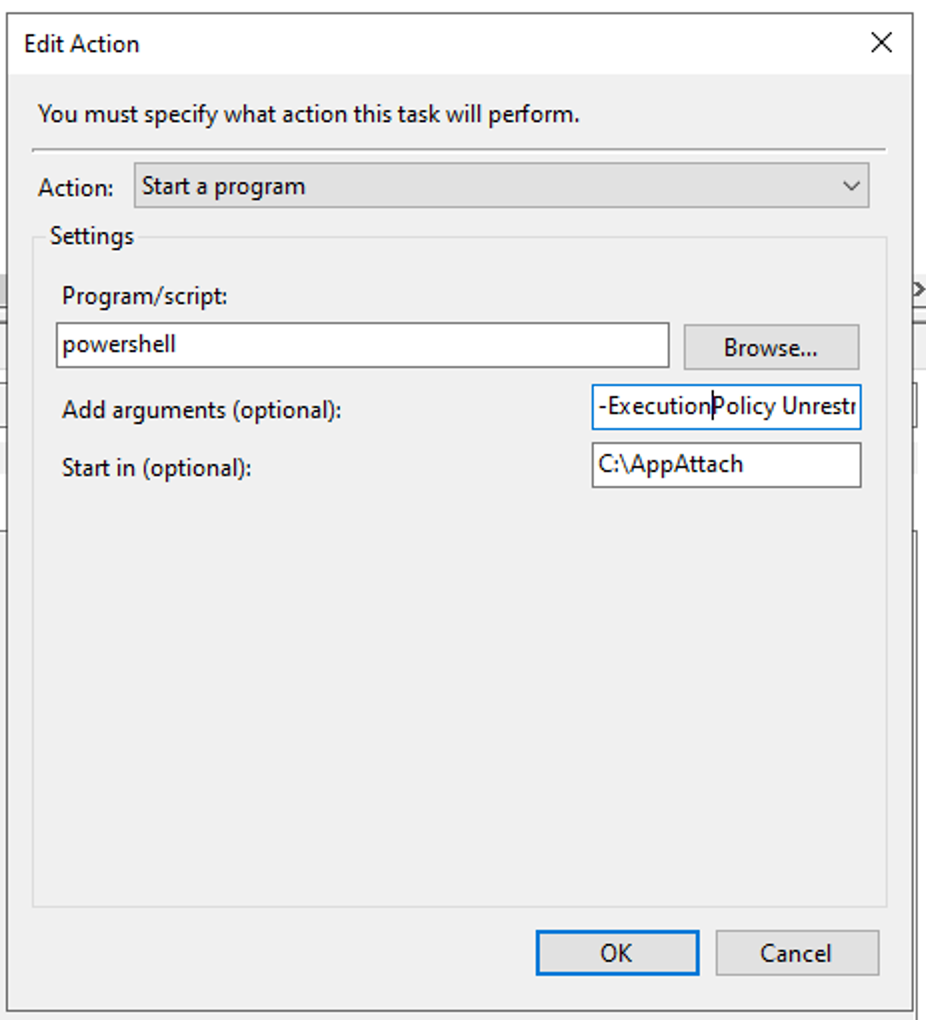 Edit Action
You must specify what action this task will perform.
Action: Start a program
Settings
Program/script:
powershell Browse...
Add arguments (optional): -ExecutionPolicy Unrestr
Start in (optional): C:\AppAttach
OK Cancel